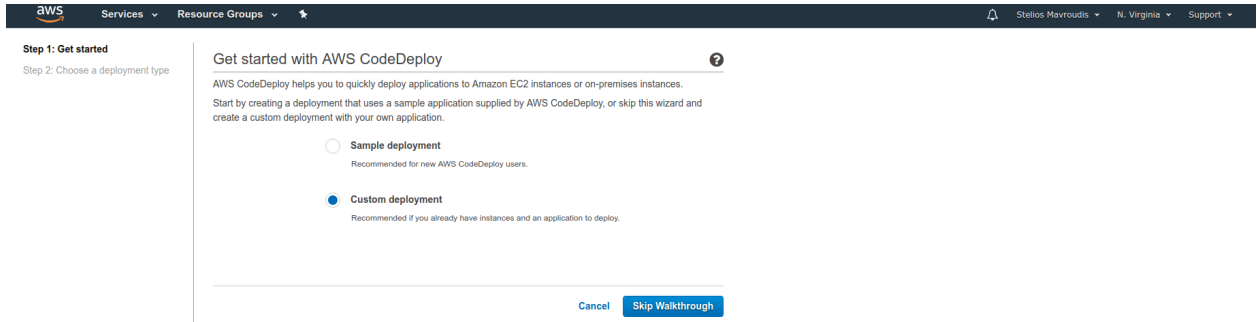 aws Services Resource Groups Stelios Mavroudis N. Virginia Support
Step 1: Get started
Step 2: Choose a deployment type
Get started with AWS CodeDeploy ?
AWS CodeDeploy helps you to quickly deploy applications to Amazon EC2 instances or on-premises instances.
Start by creating a deployment that uses a sample application supplied by AWS CodeDeploy, or skip this wizard and
create a custom deployment with your own application.
Sample deployment
Recommended for new AWS CodeDeploy users.
Custom deployment
Recommended if you already have instances and an application to deploy.
Cancel Skip Walkthrough